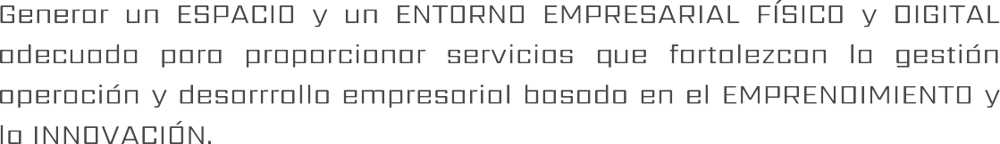 Generar un ESPACIO y un ENTORNO EMPRESARIAL FÍSICO y DIGITAL
adecuado para proporcionar servicios que fortalezcan la gestión
operación y desarrrollo empresarial basado en el EMPRENDIMIENTO y
la INNOVACIÓN.